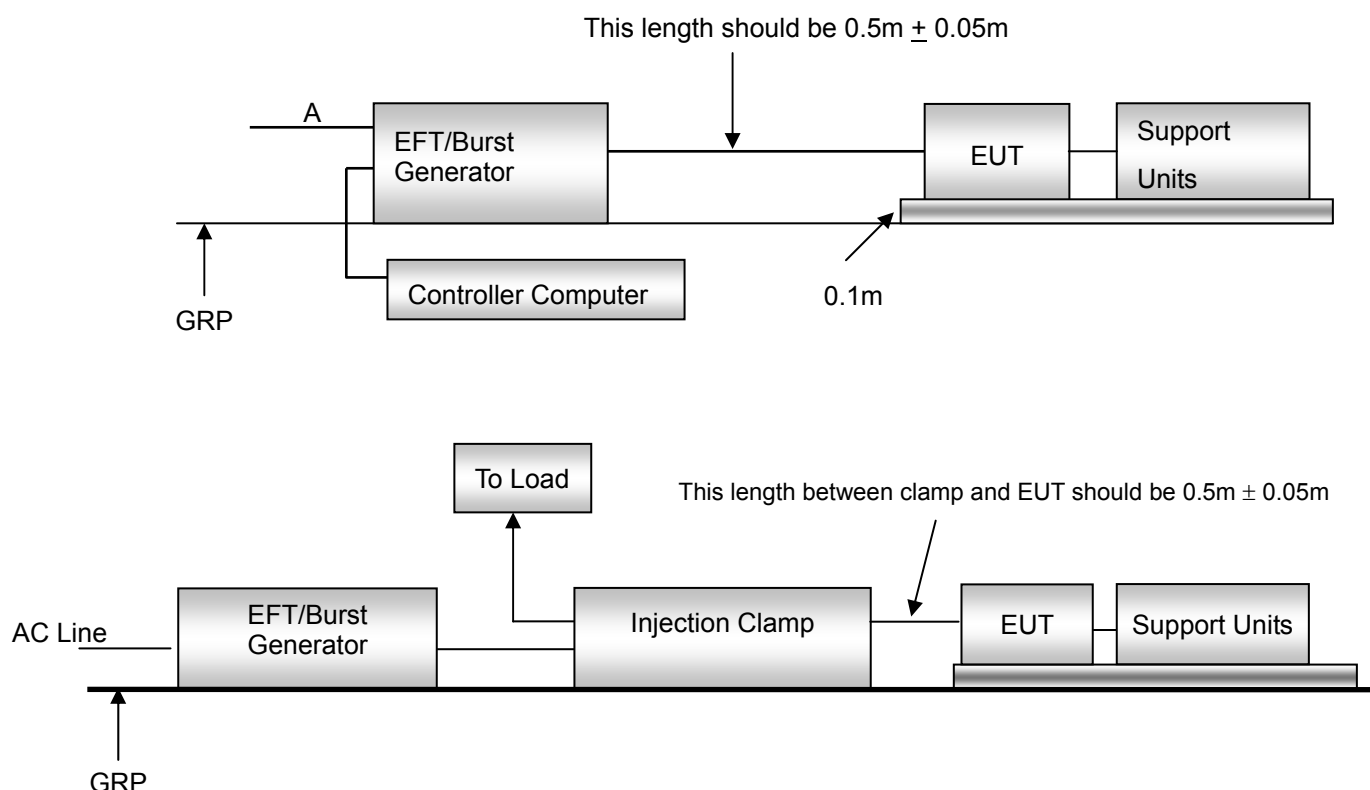 This length should be 0.5m ± 0.05m
A
EFT/Burst
Generator
EUT
Support
Units
Controller Computer
0.1m
GRP
To Load
This length between clamp and EUT should be 0.5m ± 0.05m
AC Line
EFT/Burst
Generator
Injection Clamp
EUT
Support Units
GRP